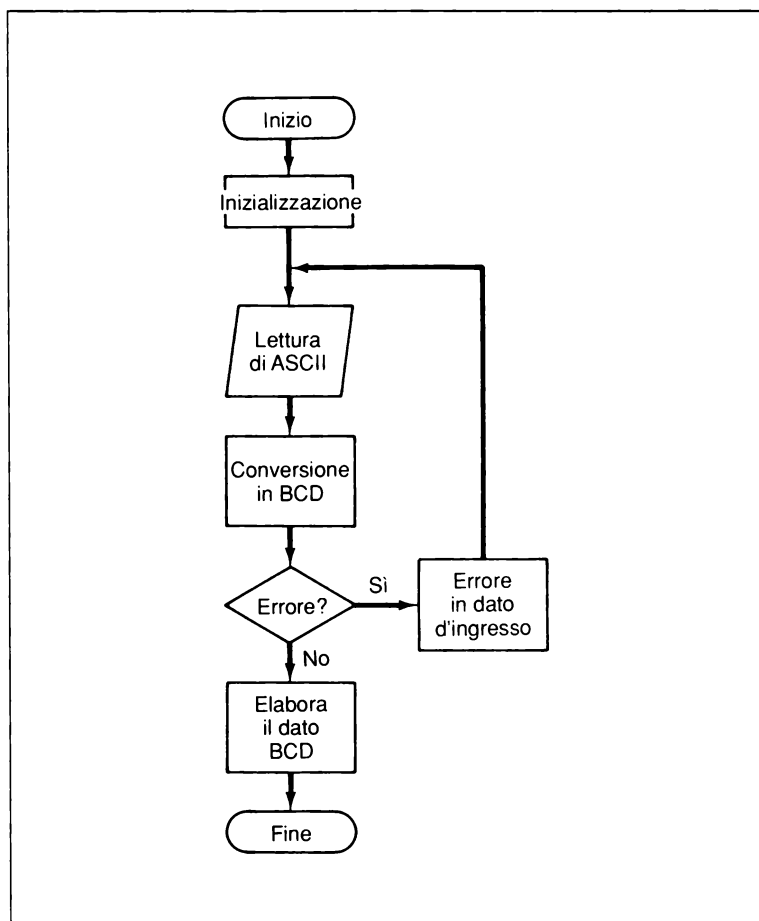 Inizio
Inizializzazione
Lettura
di ASCII
Conversione
in BCD
Errore?
Sì
Errore
in dato
d'ingresso
No
Elabora
il dato
BCD
Fine